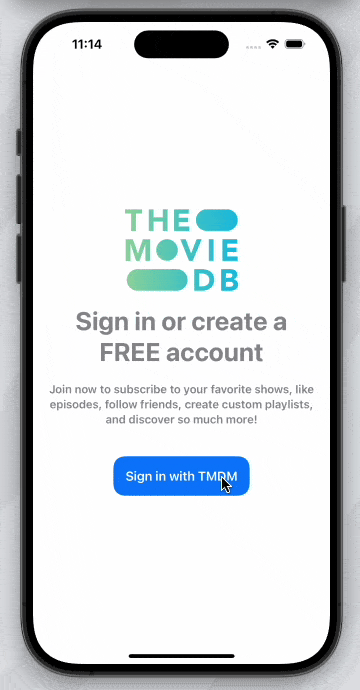 11:14
THE
MOVIE
DB
Sign in or create a
FREE account
Join now to subscribe to your favorite shows, like
episodes, follow friends, create custom playlists,
and discover so much more!
Sign in with TMDM